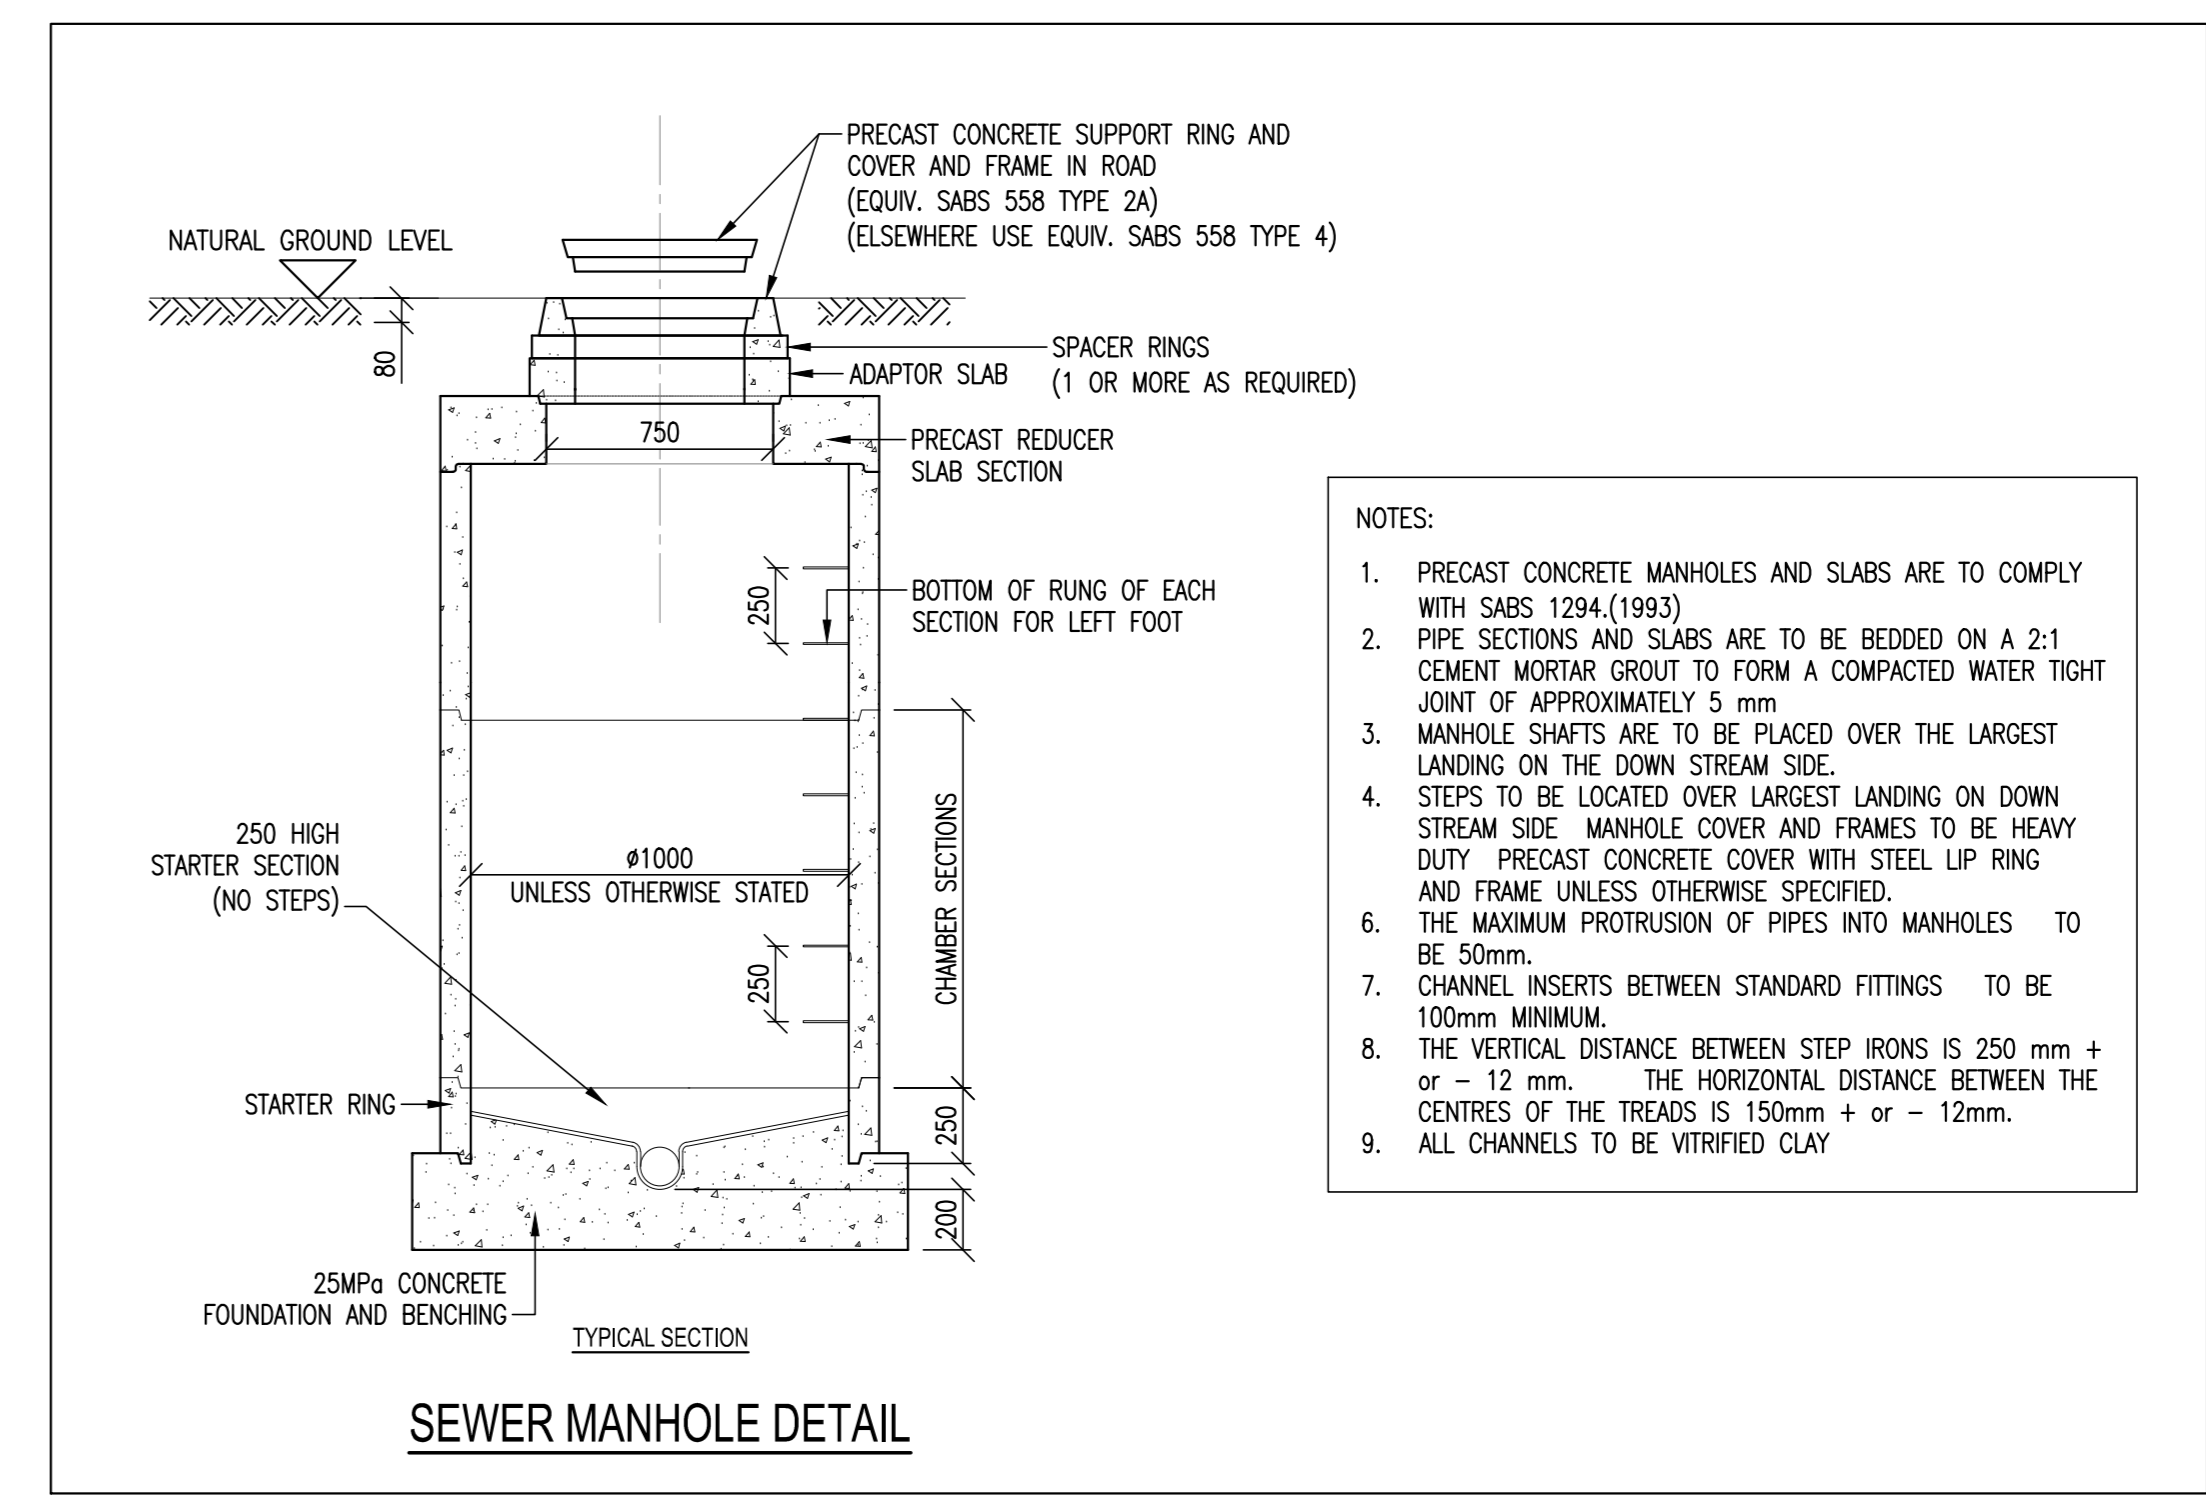 PRECAST CONCRETE SUPPORT RING AND
COVER AND FRAME IN ROAD
(EQUIV. SABS 558 TYPE 2A)
(ELSEWHERE USE EQUIV. SABS 558 TYPE 4)
NATURAL GROUND LEVEL
80
SPACER RINGS
(1 OR MORE AS REQUIRED)
ADAPTOR SLAB
750
PRECAST REDUCER
SLAB SECTION
250
BOTTOM OF RUNG OF EACH
SECTION FOR LEFT FOOT
CHAMBER SECTIONS
250 HIGH
STARTER SECTION
(NO STEPS)
ø1000
UNLESS OTHERWISE STATED
250
STARTER RING
250
200
25MPa CONCRETE
FOUNDATION AND BENCHING
TYPICAL SECTION
SEWER MANHOLE DETAIL
NOTES:
1. PRECAST CONCRETE MANHOLES AND SLABS ARE TO COMPLY
WITH SABS 1294.(1993)
2. PIPE SECTIONS AND SLABS ARE TO BE BEDDED ON A 2:1
CEMENT MORTAR GROUT TO FORM A COMPACTED WATER TIGHT
JOINT OF APPROXIMATELY 5 mm
3. MANHOLE SHAFTS ARE TO BE PLACED OVER THE LARGEST
LANDING ON THE DOWN STREAM SIDE.
4. STEPS TO BE LOCATED OVER LARGEST LANDING ON DOWN
STREAM SIDE MANHOLE COVER AND FRAMES TO BE HEAVY
DUTY PRECAST CONCRETE COVER WITH STEEL LIP RING
AND FRAME UNLESS OTHERWISE SPECIFIED.
6. THE MAXIMUM PROTRUSION OF PIPES INTO MANHOLES TO
BE 50mm.
7. CHANNEL INSERTS BETWEEN STANDARD FITTINGS TO BE
100mm MINIMUM.
8. THE VERTICAL DISTANCE BETWEEN STEP IRONS IS 250 mm +
or - 12 mm. THE HORIZONTAL DISTANCE BETWEEN THE
CENTRES OF THE TREADS IS 150mm + or - 12mm.
9. ALL CHANNELS TO BE VITRIFIED CLAY